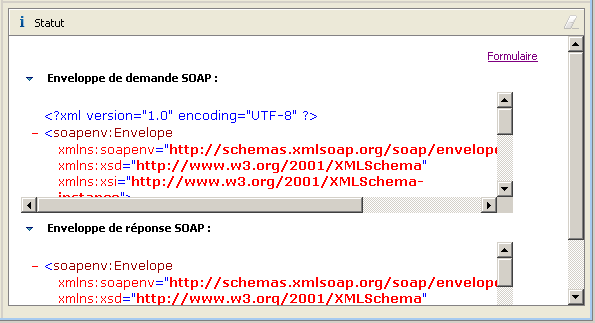 i Statut
Formulaire
Enveloppe de demande SOAP :
<?xml version="1.0" encoding="UTF-8" ?>
– <soapenv:Envelope
xmlns:soapenv="http://schemas.xmlsoap.org/soap/envelope
xmlns:xsd="http://www.w3.org/2001/XMLSchema"
xmlns:xsi="http://www.w3.org/2001/XMLSchema-
instance">
Enveloppe de réponse SOAP :
– <soapenv:Envelope
xmlns:soapenv="http://schemas.xmlsoap.org/soap/envelope
xmlns:xsd="http://www.w3.org/2001/XMLSchema"